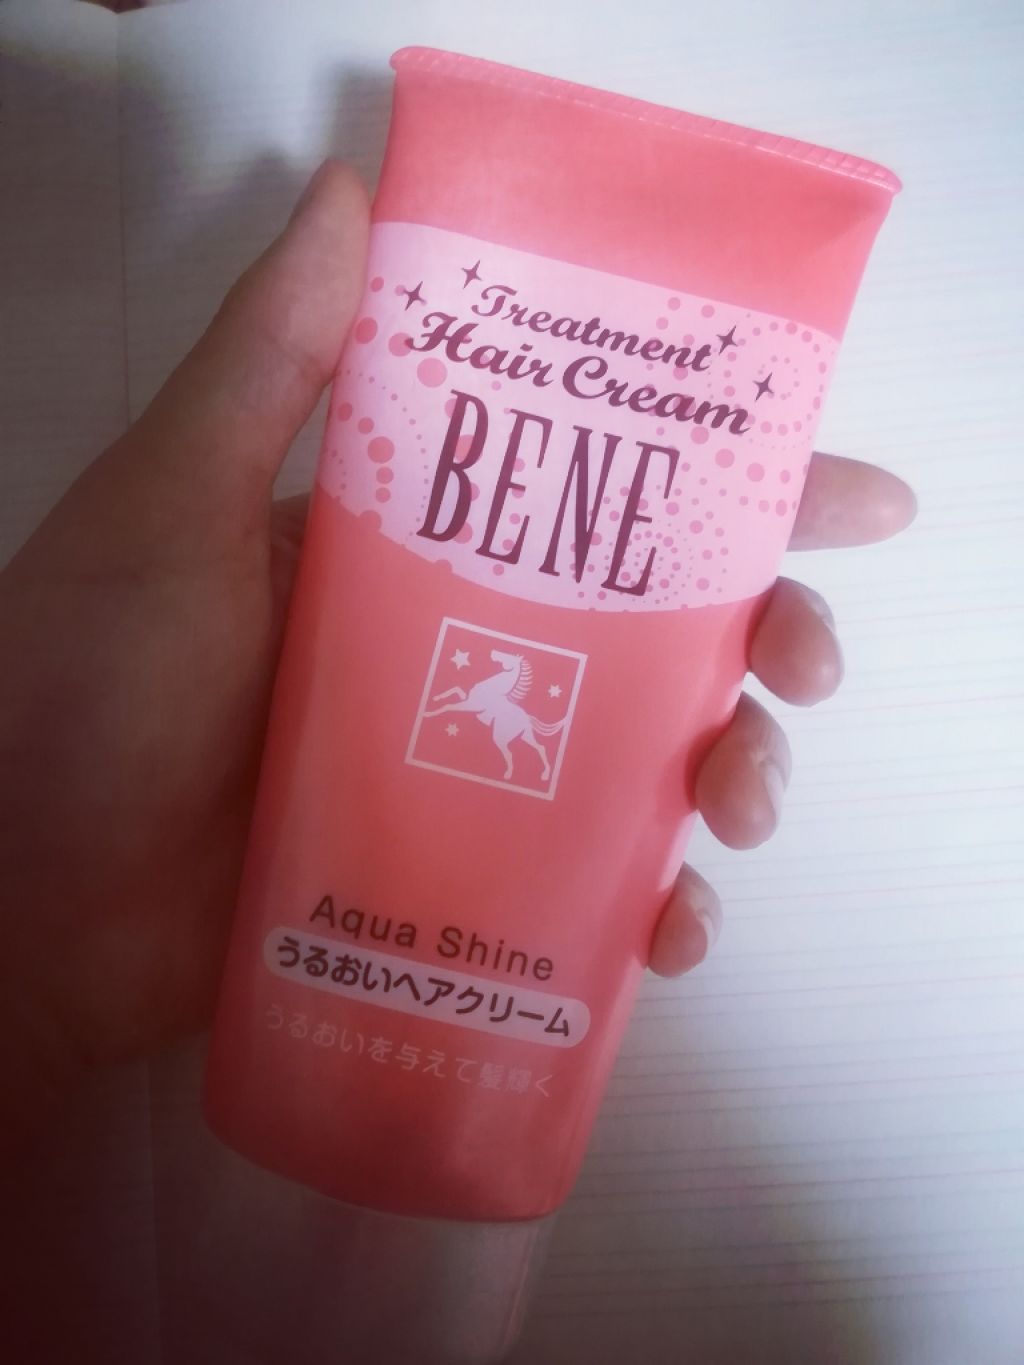 Treatment
Hair Cream
BENE
Aqua Shine
うるおいヘアクリーム
うるおいを与えて髪輝く